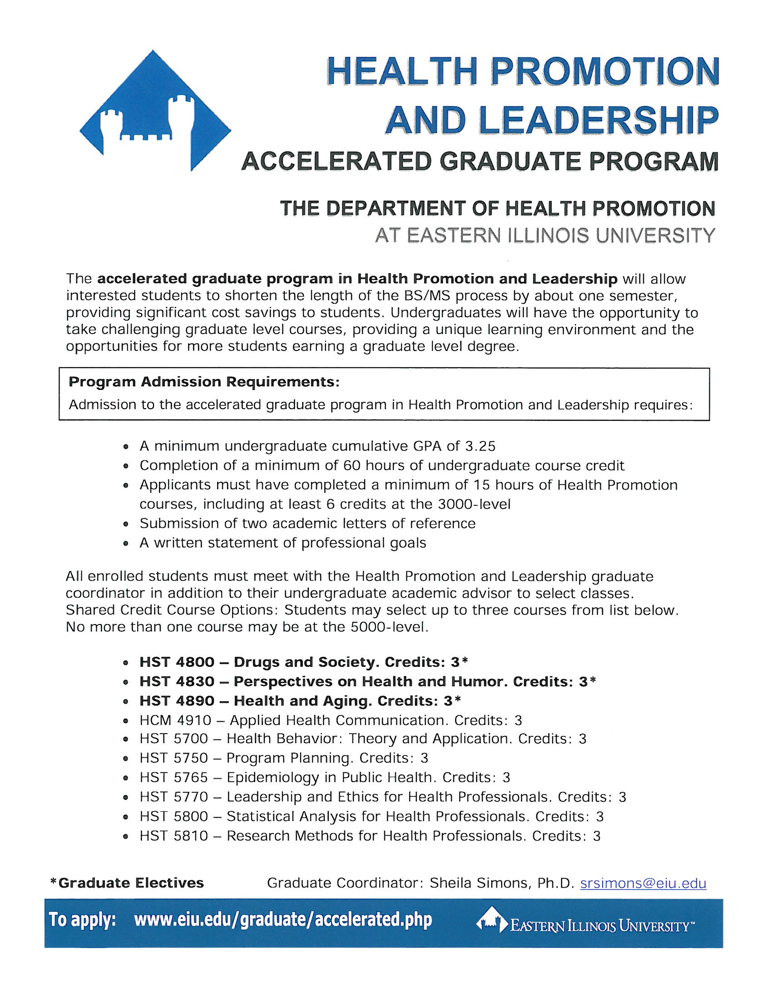 HEALTH PROMOTION
AND LEADERSHIP
ACCELERATED GRADUATE PROGRAM
THE DEPARTMENT OF HEALTH PROMOTION
AT EASTERN ILLINOIS UNIVERSITY
The accelerated graduate program in Health Promotion and Leadership will allow
interested students to shorten the length of the BS/MS process by about one semester,
providing significant cost savings to students. Undergraduates will have the opportunity to
take challenging graduate level courses, providing a unique learning environment and the
opportunities for more students earning a graduate level degree.
Program Admission Requirements:
Admission to the accelerated graduate program in Health Promotion and Leadership requires:
• A minimum undergraduate cumulative GPA of 3.25
• Completion of a minimum of 60 hours of undergraduate course credit
• Applicants must have completed a minimum of 15 hours of Health Promotion
courses, including at least 6 credits at the 3000-level
• Submission of two academic letters of reference
• A written statement of professional goals
All enrolled students must meet with the Health Promotion and Leadership graduate
coordinator in addition to their undergraduate academic advisor to select classes.
Shared Credit Course Options: Students may select up to three courses from list below.
No more than one course may be at the 5000-level.
• HST 4800 – Drugs and Society. Credits: 3*
• HST 4830 – Perspectives on Health and Humor. Credits: 3*
• HST 4890 – Health and Aging. Credits: 3*
• HCM 4910 – Applied Health Communication. Credits: 3
• HST 5700 – Health Behavior: Theory and Application. Credits: 3
• HST 5750 – Program Planning. Credits: 3
• HST 5765 – Epidemiology in Public Health. Credits: 3
• HST 5770 – Leadership and Ethics for Health Professionals. Credits: 3
• HST 5800 – Statistical Analysis for Health Professionals. Credits: 3
• HST 5810 – Research Methods for Health Professionals. Credits: 3
*Graduate Electives Graduate Coordinator: Sheila Simons, Ph.D. srsimons@eiu.edu
To apply: www.eiu.edu/graduate/accelerated.php EASTERN ILLINOIS UNIVERSITY™